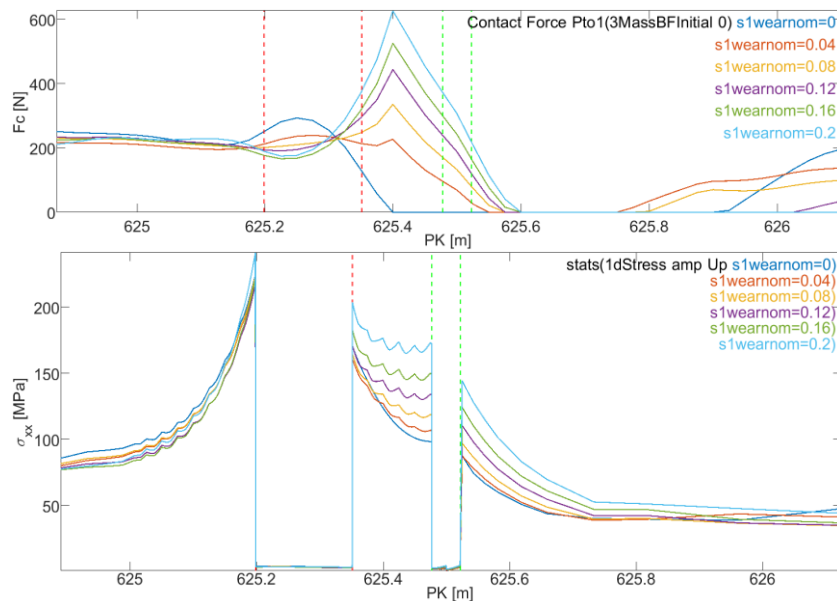 Contact Force Pto1(3MassBFInitial 0) s1wearnom=0
s1wearnom=0.04
s1wearnom=0.08
s1wearnom=0.12
s1wearnom=0.16
s1wearnom=0.2
600
400
200
0
Fc [N]
625 625.2 625.4 625.6 625.8 626
PK [m]
stats(1dStress amp Up s1wearnom=0)
s1wearnom=0.04)
s1wearnom=0.08)
s1wearnom=0.12)
s1wearnom=0.16)
s1wearnom=0.2)
200
150
100
50
σxx [MPa]
625 625.2 625.4 625.6 625.8 626
PK [m]